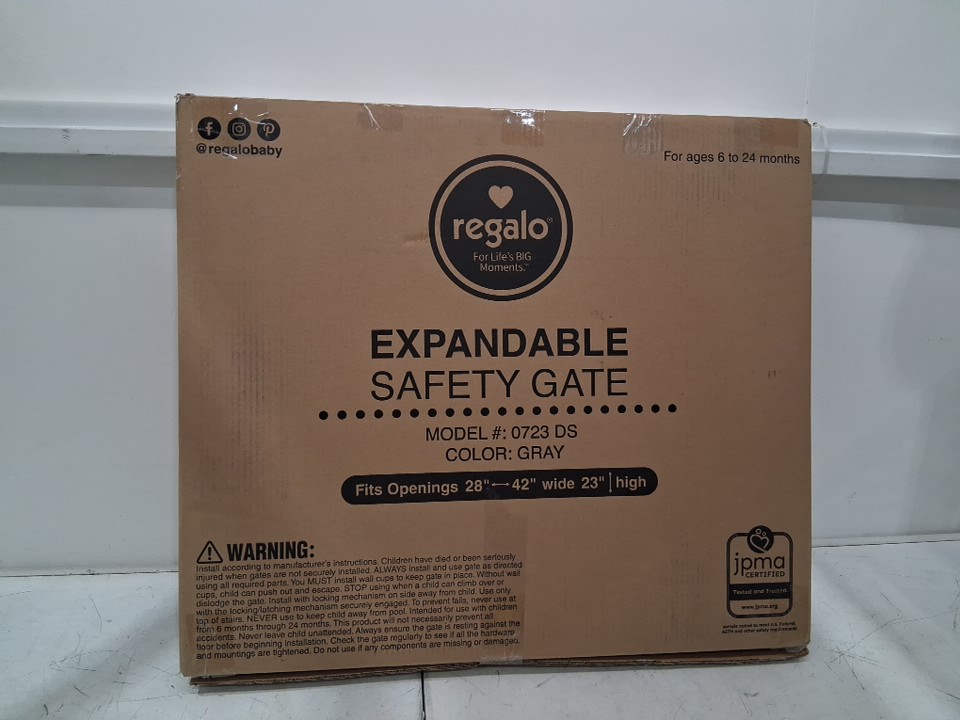 @regalobaby
For ages 6 to 24 months
regalo®
For Life's BIG
Moments.™
EXPANDABLE
SAFETY GATE
MODEL #: 0723 DS
COLOR: GRAY
Fits Openings 28"↔42" wide 23" high
WARNING:
Install according to manufacturer's instructions. Children have died or been seriously
injured when gates are not securely installed. ALWAYS install and use gate as directed
using all required parts. You MUST install wall cups to keep gate in place. Without wall
cups, child can push out and escape. STOP using when a child can climb over or
dislodge the gate. Install with locking mechanism on side away from child. Use only
with the locking/latching mechanism securely engaged. To prevent falls, never use at
top of stairs. NEVER use to keep child away from pool. Intended for use with children
from 6 months through 24 months. This product will not necessarily prevent all
accidents. Never leave child unattended. Always ensure the gate is resting against the
floor before beginning installation. Check the gate regularly to see if all the hardware
and mountings are tightened. Do not use if any components are missing or damaged.
jpma
CERTIFIED
Tested and Trusted.
www.jpma.org
ASTM and other safety requirements